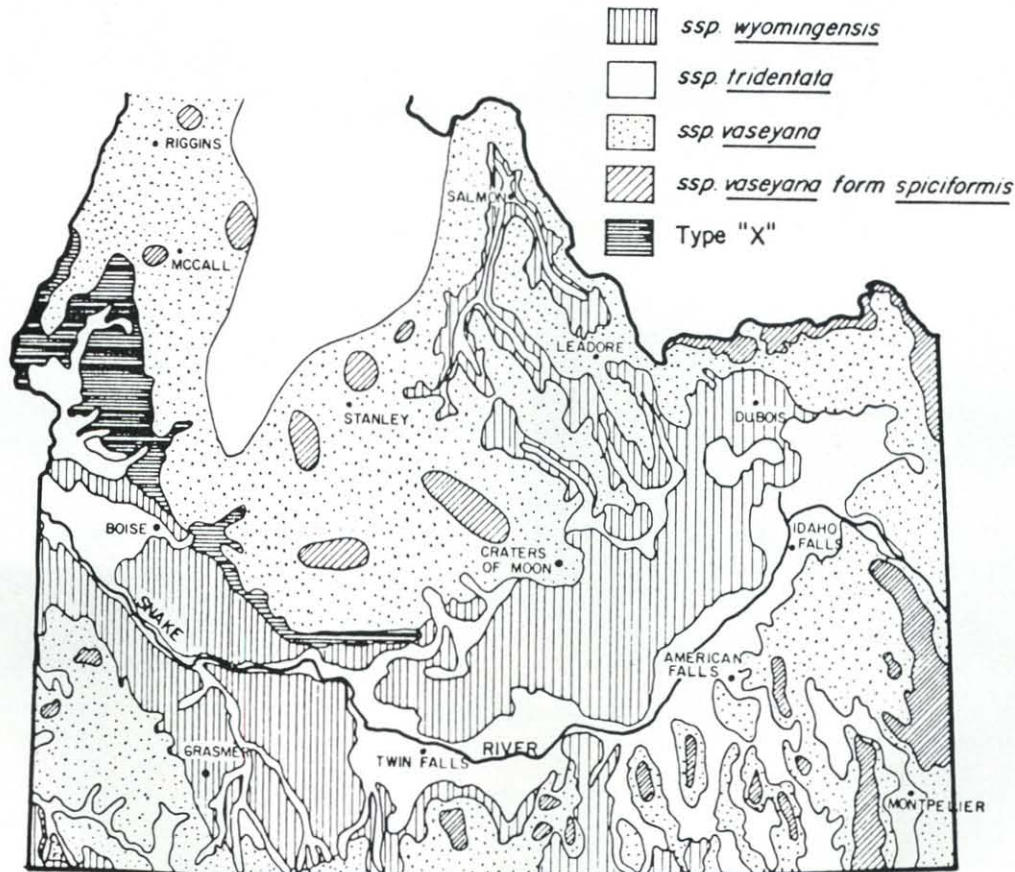 ssp. wyomingensis
ssp. tridentata
ssp. vaseyana
ssp. vaseyana form spiciformis
Type "X"
RIGGINS
SALMON
MCCALL
LEADORE
STANLEY
DUBOIS
BOISE
IDAHO
FALLS
CRATERS
OF MOON
SNAKE
AMERICAN
FALLS
GRASMERE
TWIN FALLS
RIVER
MONTPELIER